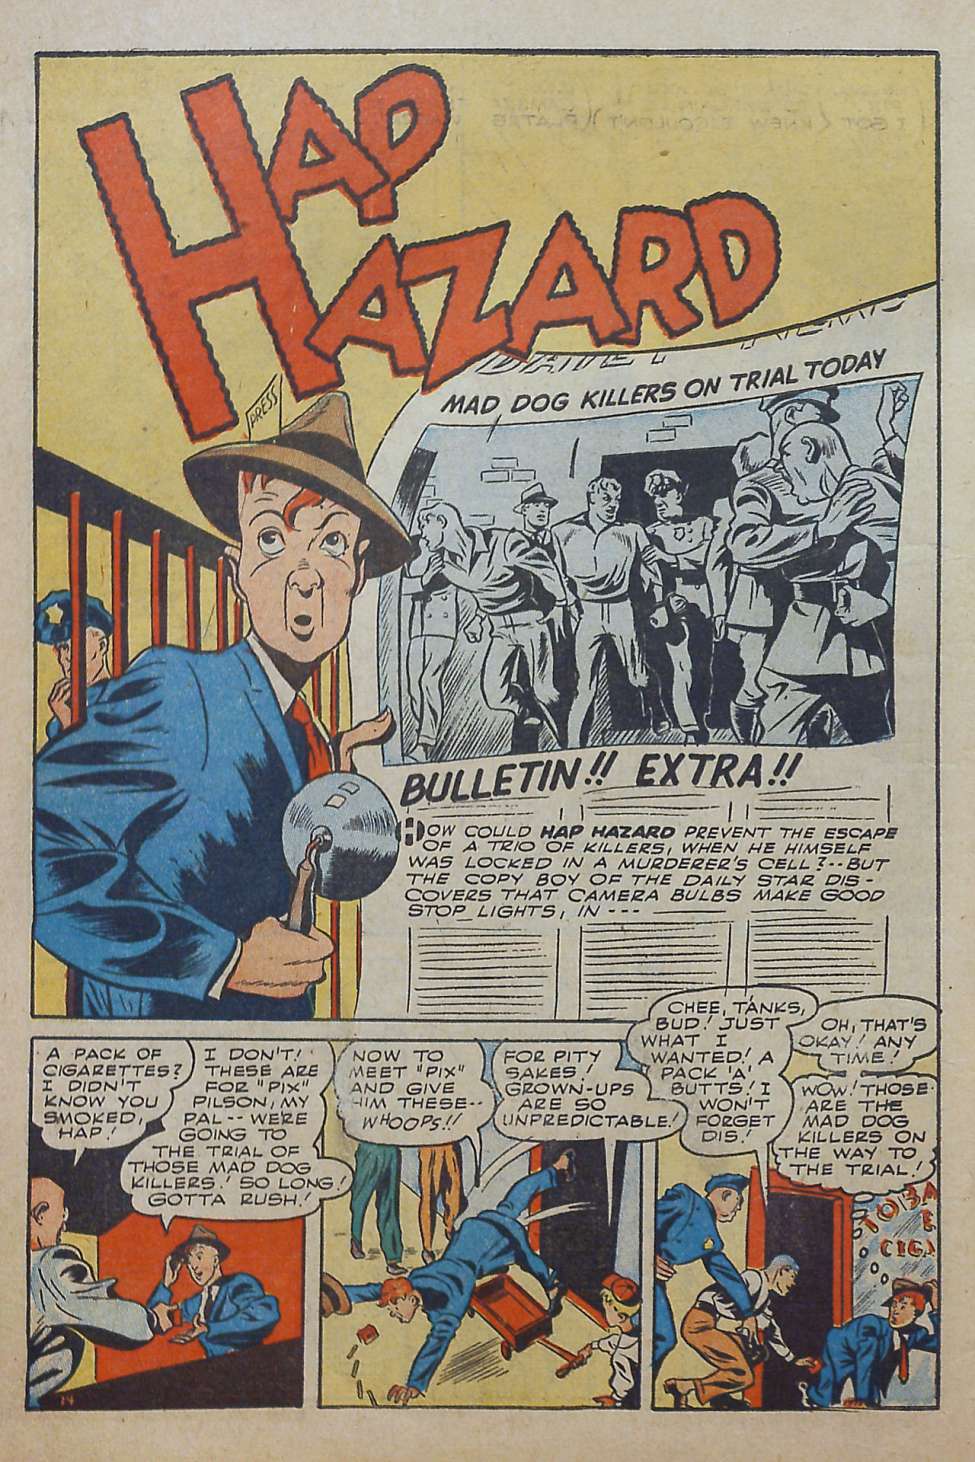 HAP
HAZARD
PRESS
MAD DOG KILLERS ON TRIAL TODAY
BULLETIN!! EXTRA!!
HOW COULD HAP HAZARD PREVENT THE ESCAPE
OF A TRIO OF KILLERS, WHEN HE HIMSELF
WAS LOCKED IN A MURDERER'S CELL?--BUT
THE COPY BOY OF THE DAILY STAR DIS-
COVERS THAT CAMERA BULBS MAKE GOOD
STOP LIGHTS, IN ---
A PACK OF
CIGARETTES?
I DIDN'T
KNOW YOU
SMOKED,
HAP!
I DON'T!
THESE ARE
FOR "PIX"
PILSON, MY
PAL--WE'RE
GOING TO
THE TRIAL OF
THOSE MAD DOG
KILLERS! SO LONG!
GOTTA RUSH!
NOW TO
MEET "PIX"
AND GIVE
HIM THESE--
WHOOPS!!
FOR PITY
SAKES!
GROWN-UPS
ARE SO
UNPREDICTABLE!
CHEE, TANKS,
BUD! JUST
WHAT I
WANTED! A
PACK 'A'
BUTTS! I
WON'T
FORGET
DIS!
OH, THAT'S
OKAY! ANY
TIME!
WOW! THOSE
ARE THE
MAD DOG
KILLERS ON
THE WAY TO
THE TRIAL!
TOBA
CIGA
14